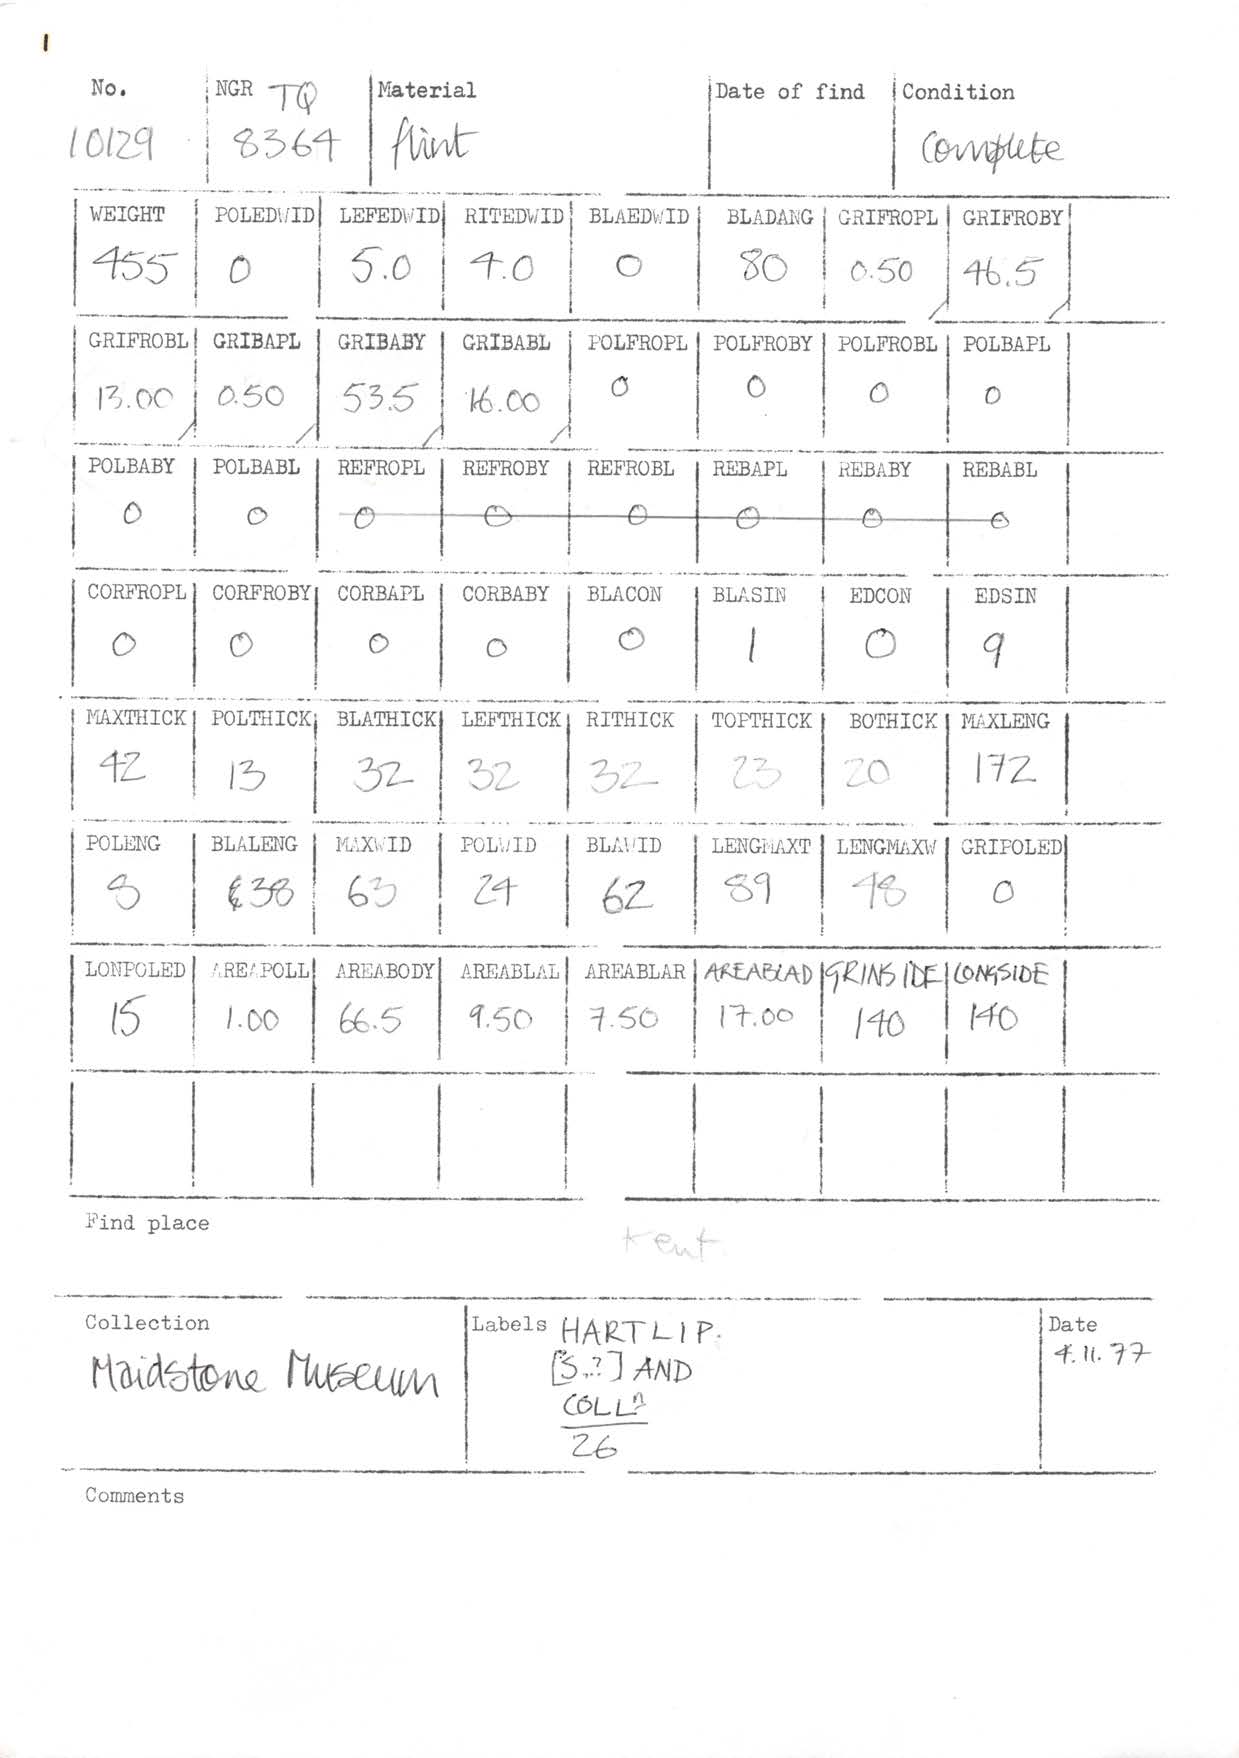 1
No. NGR TQ Material Date of find Condition
10129 8364 flint Complete
WEIGHT POLEDWID LEFEDWID RITEDWID BLAEDWID BLADANG GRIFROPL GRIFROBY
455 0 5.0 4.0 0 80 0.50 46.5
GRIFROBL GRIBAPL GRIBABY GRIBABL POLFROPL POLFROBY POLFROBL POLBAPL
13.00 0.50 53.5 16.00 0 0 0 0
POLBABY POLBABL REFROPL REFROBY REFROBL REBAPL REBABY REBABL
0 0 0 0 0 0 0 0
CORFROPL CORFROBY CORBAPL CORBABY BLACON BLASIN EDCON EDSIN
0 0 0 0 0 1 0 9
MAXTHICK POLTHICK BLATHICK LEFTHICK RITHICK TOPTHICK BOTHICK MAXLENG
42 13 32 32 32 23 20 172
POLENG BLALENG MAXWID POLWID BLAWID LENGMAXT LENGMAXW GRIPOLED
8 38 63 24 62 89 48 0
LONPOLED AREAPOLL AREABODY AREABLAL AREABLAR AREABLAD GRINSIDE LONGSIDE
15 1.00 66.5 9.50 7.50 17.00 140 140
Find place
Kent
Collection Labels HARTLIP. Date
Maidstone Museum [S..?] AND 4.11.77
COLLn
26
Comments